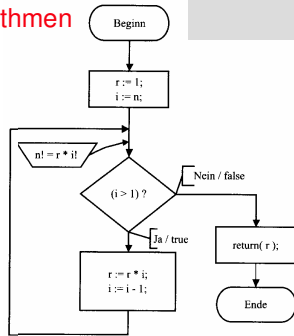 thmen
Beginn
r := 1;
i := n;
n! = r * i!
(i > 1) ?
Nein / false
Ja / true
return( r );
r := r * i;
i := i - 1;
Ende